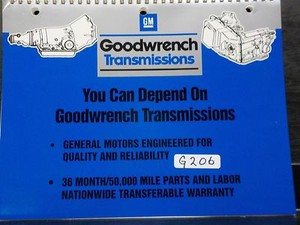 GM
Goodwrench
Transmissions
You Can Depend On
Goodwrench Transmissions
• GENERAL MOTORS ENGINEERED FOR
QUALITY AND RELIABILITY
G206
• 36 MONTH/50,000 MILE PARTS AND LABOR
NATIONWIDE TRANSFERABLE WARRANTY